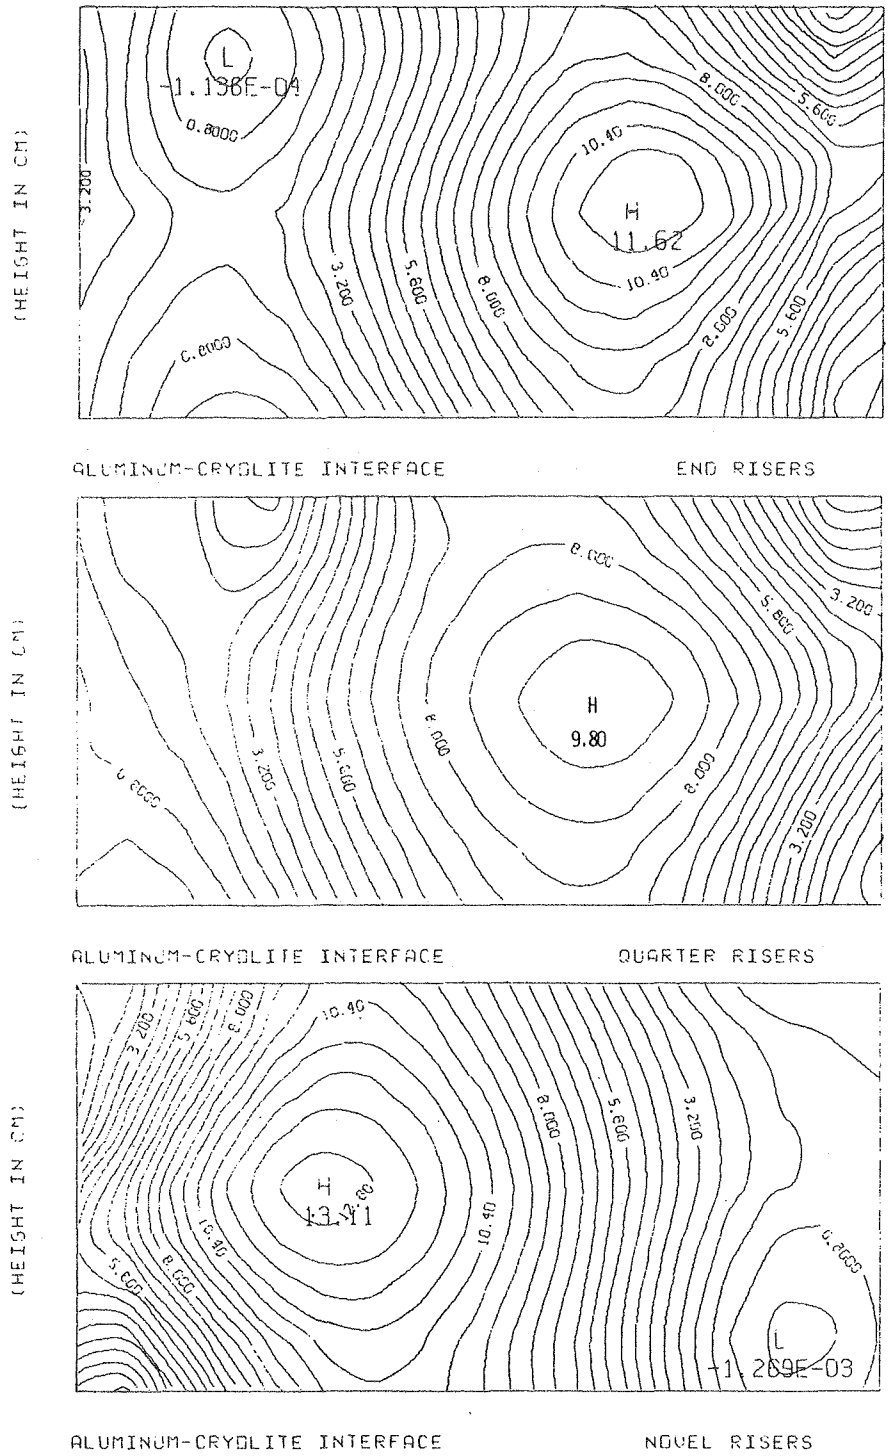 (HEIGHT IN CM)
L
-1.136E-04
0.8000
3.200
8.000
5.600
10.40
H
11.62
10.40
3.200
5.600
8.000
8.000
5.600
0.8000
ALUMINUM-CRYOLITE INTERFACE END RISERS
(HEIGHT IN CM)
8.000
3.200
5.600
H
9.80
8.000
8.000
3.200
5.600
0.8000
3.200
ALUMINUM-CRYOLITE INTERFACE QUARTER RISERS
(HEIGHT IN CM)
3.200
5.600
8.000
10.40
8.000
5.600
3.200
H
13.11
12.80
10.40
10.40
5.600
8.000
0.8000
L
-1.269E-03
ALUMINUM-CRYOLITE INTERFACE NOVEL RISERS